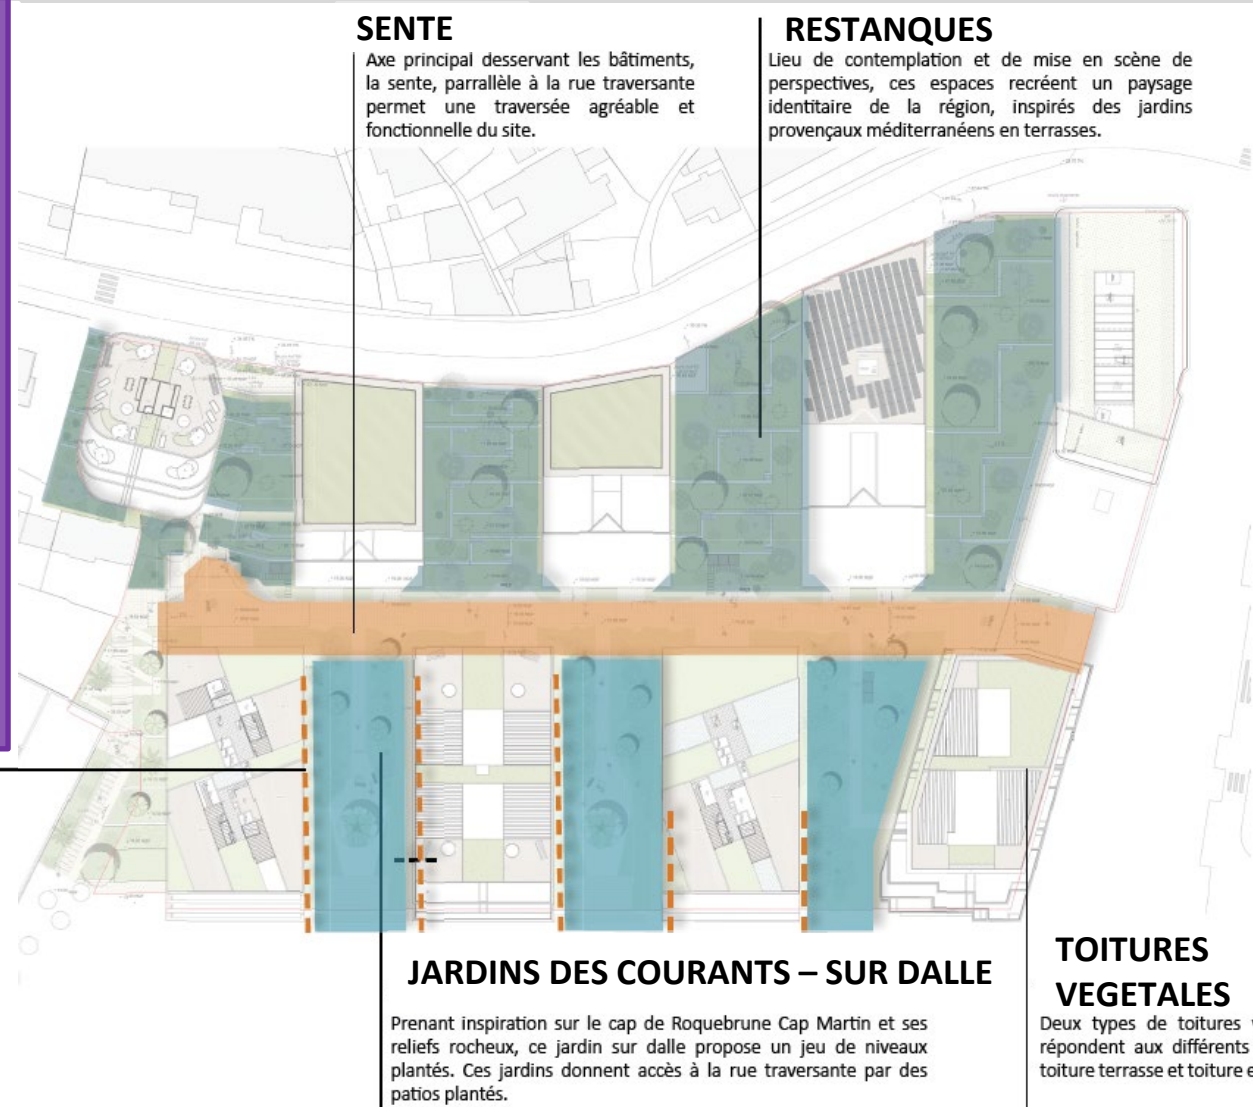 SENTE
Axe principal desservant les bâtiments,
la sente, parrallèle à la rue traversante
permet une traversée agréable et
fonctionnelle du site.
RESTANQUES
Lieu de contemplation et de mise en scène de
perspectives, ces espaces recréent un paysage
identitaire de la région, inspirés des jardins
provençaux méditerranéens en terrasses.
JARDINS DES COURANTS – SUR DALLE
Prenant inspiration sur le cap de Roquebrune Cap Martin et ses
reliefs rocheux, ce jardin sur dalle propose un jeu de niveaux
plantés. Ces jardins donnent accès à la rue traversante par des
patios plantés.
TOITURES
VEGETALES
Deux types de toitures
répondent aux différents
toiture terrasse et toiture